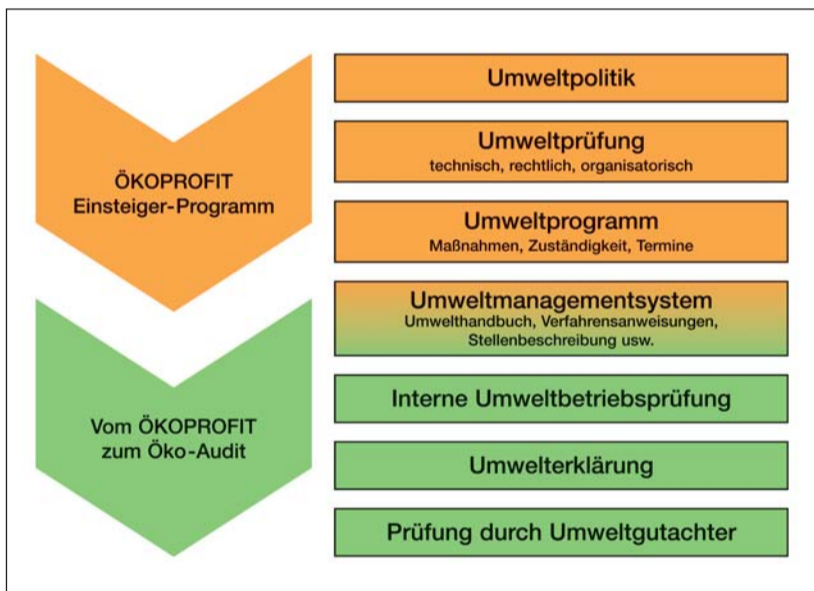 ÖKOPROFIT
Einsteiger-Programm
Vom ÖKOPROFIT
zum Öko-Audit
Umweltpolitik
Umweltprüfung
technisch, rechtlich, organisatorisch
Umweltprogramm
Maßnahmen, Zuständigkeit, Termine
Umweltmanagementsystem
Umwelthandbuch, Verfahrensanweisungen,
Stellenbeschreibung usw.
Interne Umweltbetriebsprüfung
Umwelterklärung
Prüfung durch Umweltgutachter